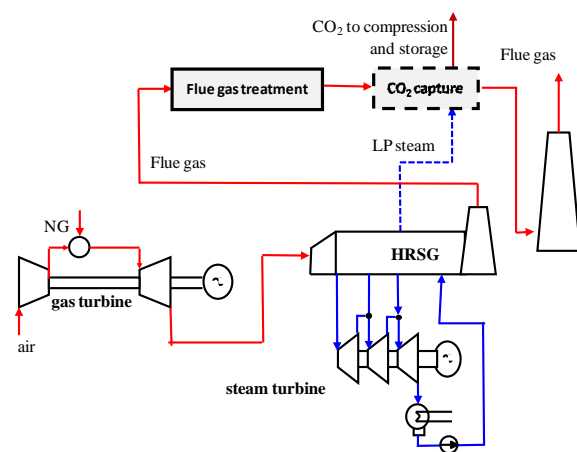 CO₂ to compression
and storage
Flue gas
Flue gas treatment
CO₂ capture
LP steam
Flue gas
NG
HRSG
gas turbine
air
steam turbine